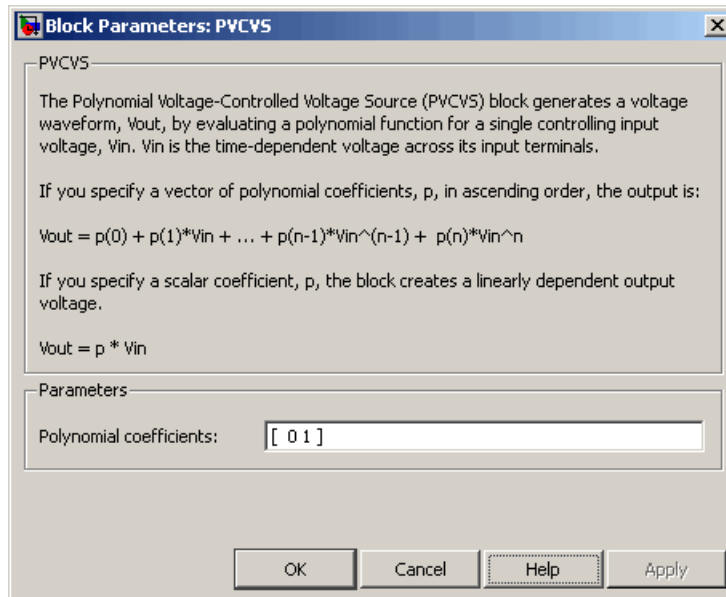 Block Parameters: PVCVS
PVCVS
The Polynomial Voltage-Controlled Voltage Source (PVCVS) block generates a voltage
waveform, Vout, by evaluating a polynomial function for a single controlling input
voltage, Vin. Vin is the time-dependent voltage across its input terminals.
If you specify a vector of polynomial coefficients, p, in ascending order, the output is:
Vout = p(0) + p(1)*Vin + ... + p(n-1)*Vin^(n-1) + p(n)*Vin^n
If you specify a scalar coefficient, p, the block creates a linearly dependent output
voltage.
Vout = p * Vin
Parameters
Polynomial coefficients: [ 0 1 ]
OK Cancel Help Apply